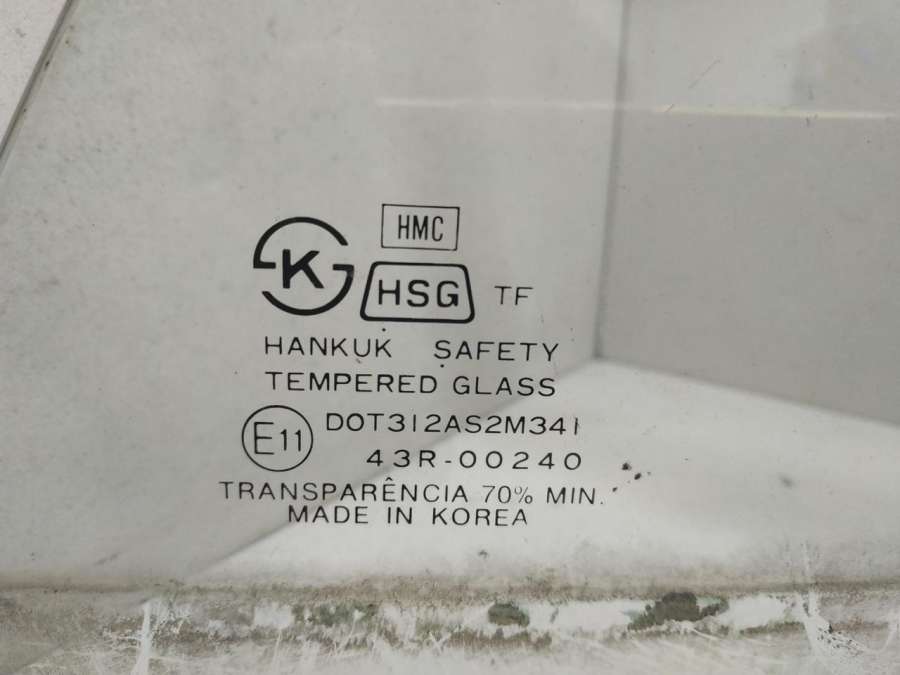 HMC
K HSG TF
HANKUK SAFETY
TEMPERED GLASS
E11 DOT312AS2M341
43R-00240
TRANSPARÊNCIA 70% MIN.
MADE IN KOREA